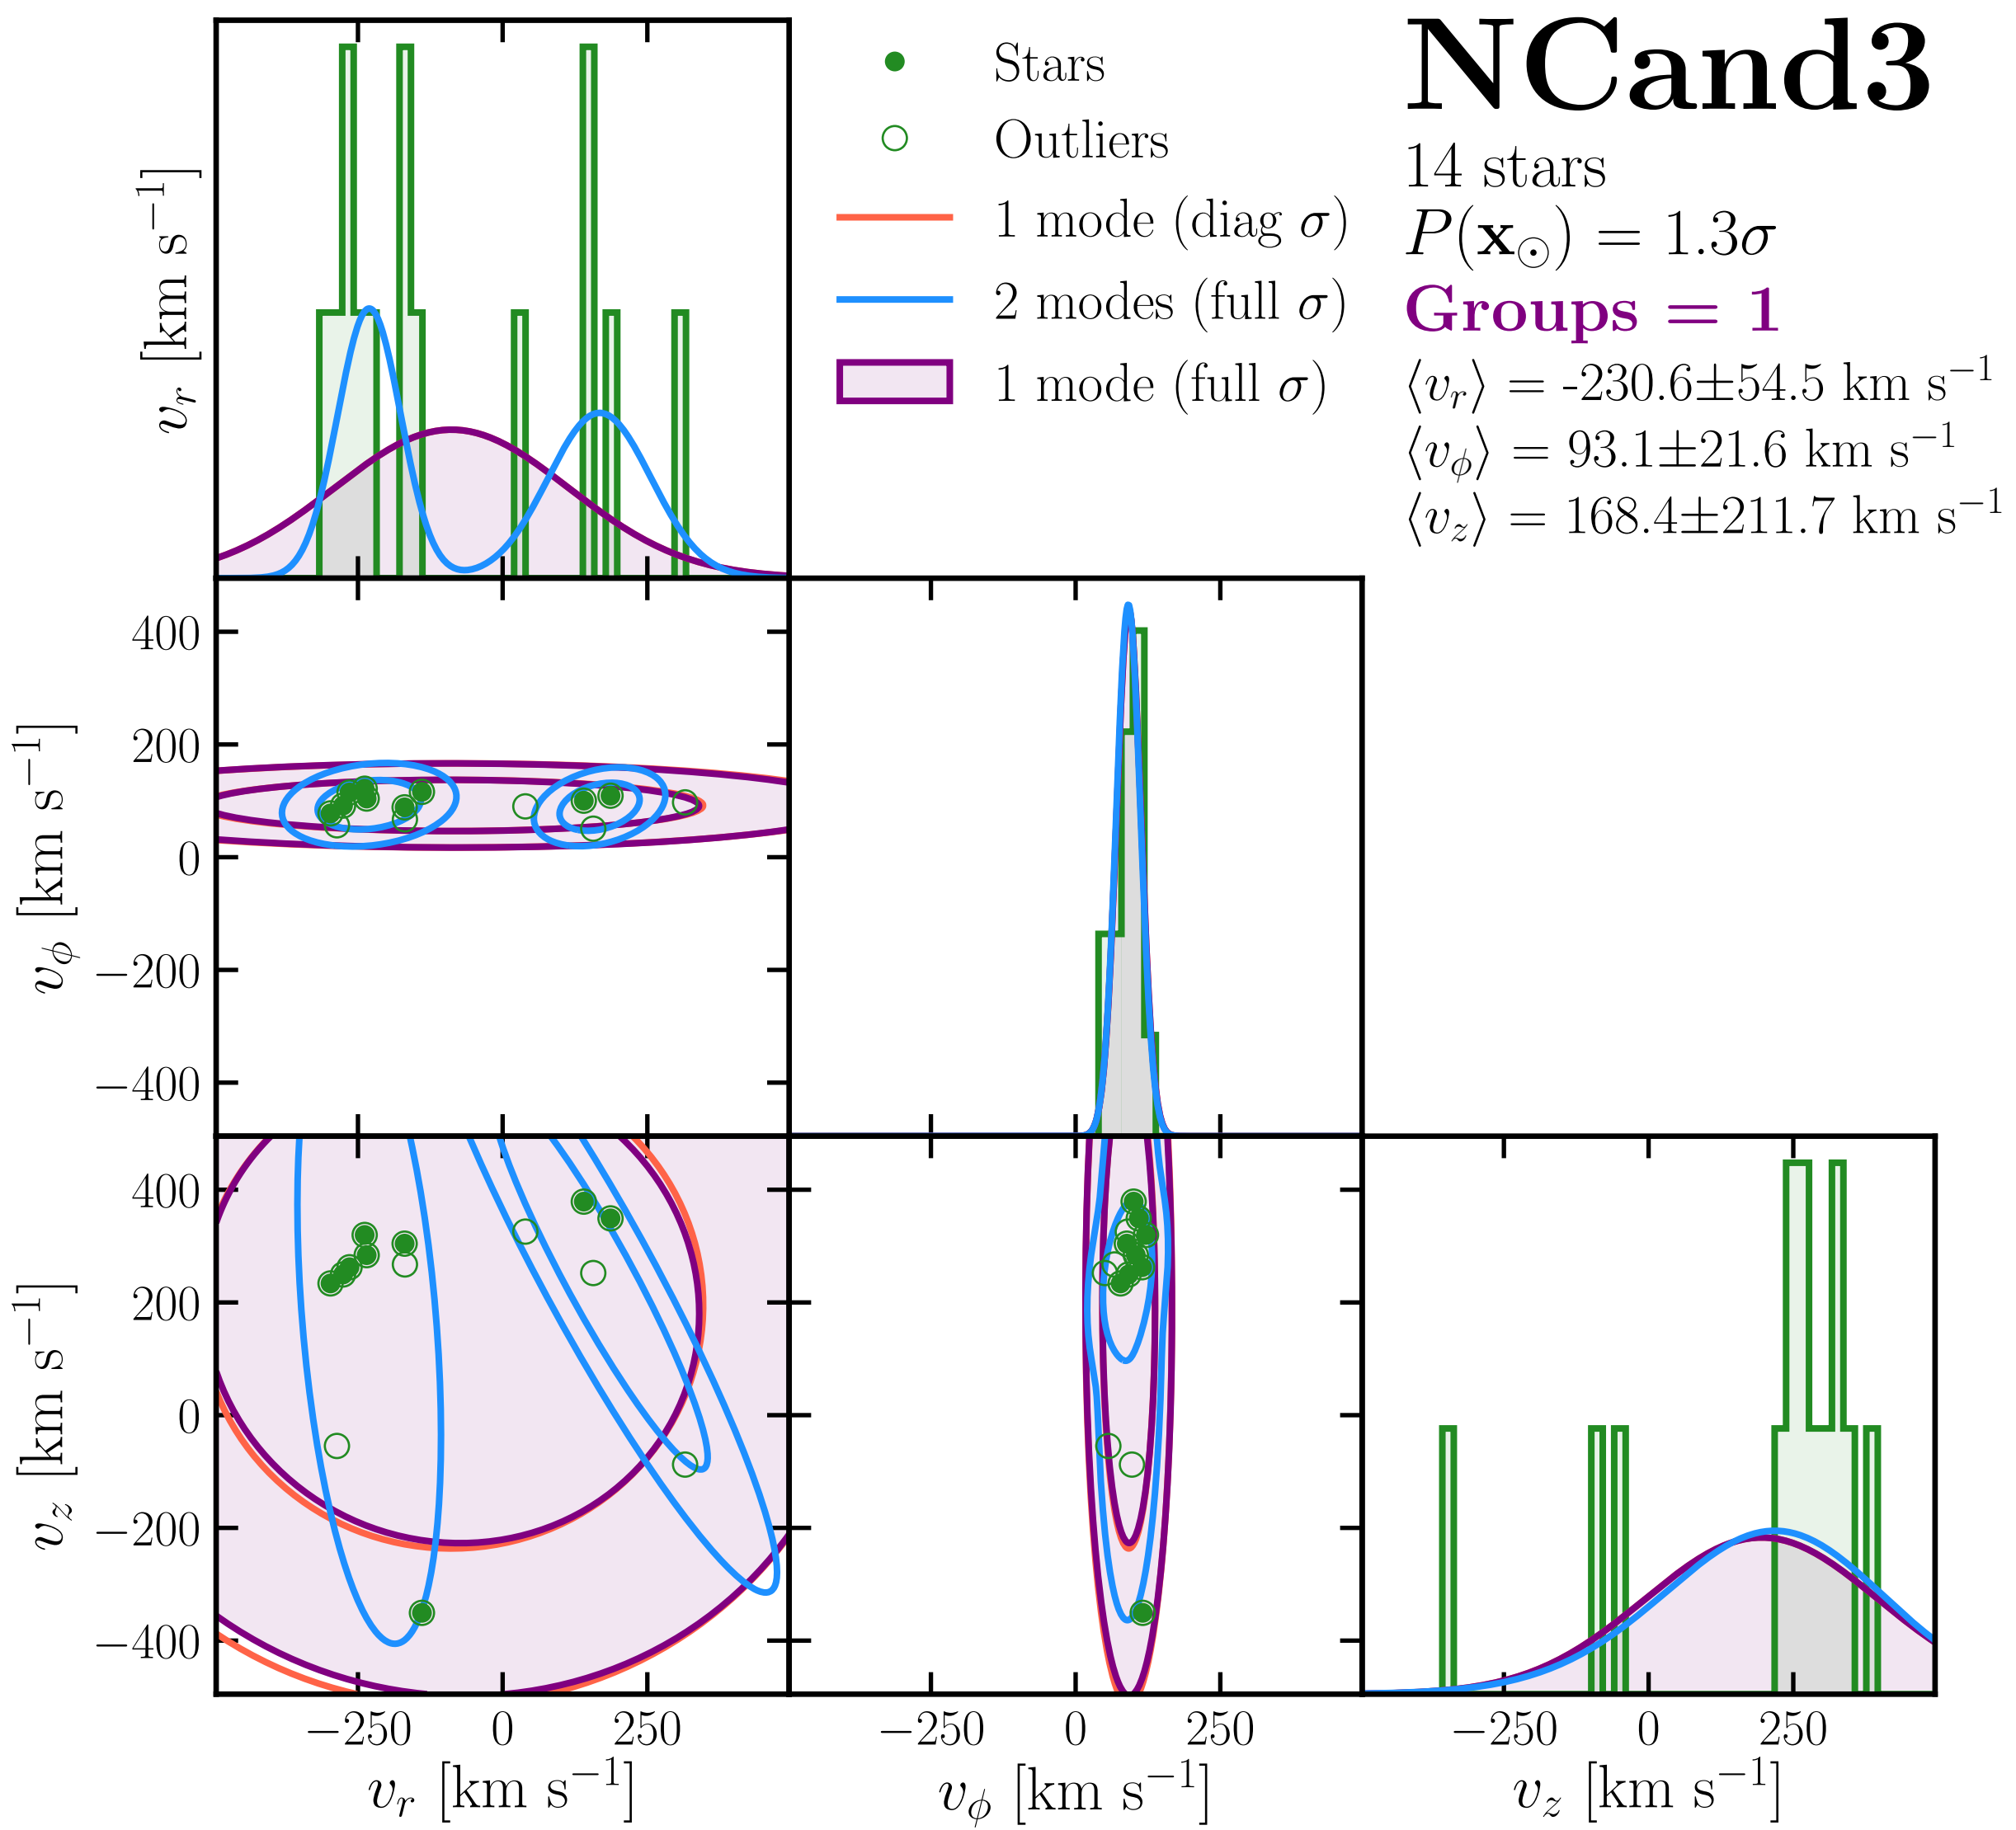 NCand3
14 stars
P(x⊙) = 1.3σ
Groups = 1
⟨v_r⟩ = -230.6±54.5 km s⁻¹
⟨v_ϕ⟩ = 93.1±21.6 km s⁻¹
⟨v_z⟩ = 168.4±211.7 km s⁻¹
Stars
Outliers
1 mode (diag σ)
2 modes (full σ)
1 mode (full σ)
v_r [km s⁻¹]
v_ϕ [km s⁻¹]
400
200
0
−200
−400
v_z [km s⁻¹]
400
200
0
−200
−400
−250 0 250
−250 0 250
−250 0 250
v_r [km s⁻¹]
v_ϕ [km s⁻¹]
v_z [km s⁻¹]